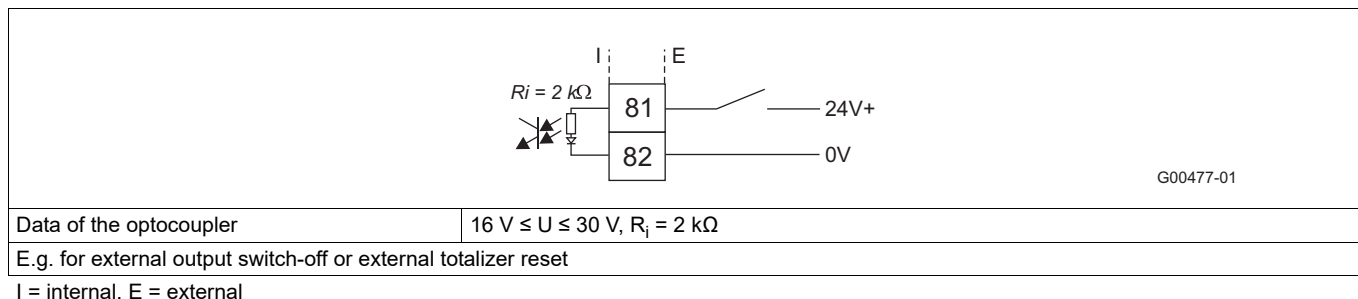 I E
Ri = 2 kΩ
81
24V+
82
0V
G00477-01
Data of the optocoupler 16 V ≤ U ≤ 30 V, Ri = 2 kΩ
E.g. for external output switch-off or external totalizer reset
I = internal, E = external